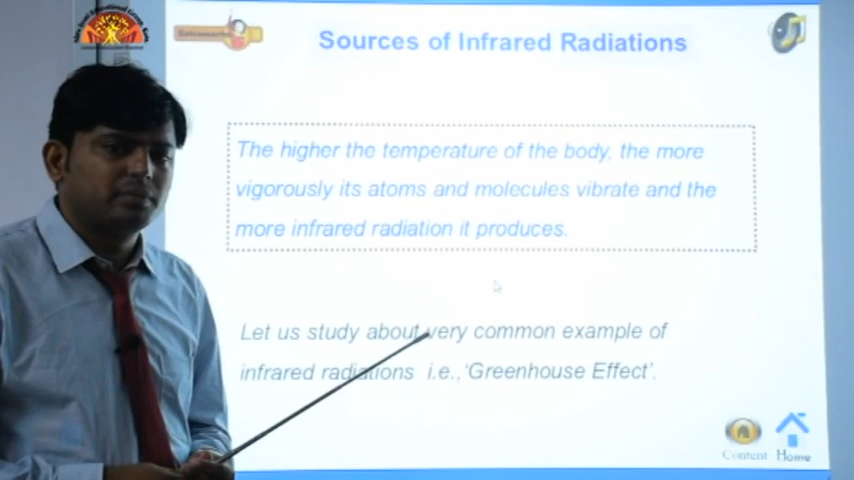 Extramarks
Sources of Infrared Radiations
The higher the temperature of the body, the more
vigorously its atoms and molecules vibrate and the
more infrared radiation it produces.
Let us study about very common example of
infrared radiations i.e.,‘Greenhouse Effect’.
Content Home